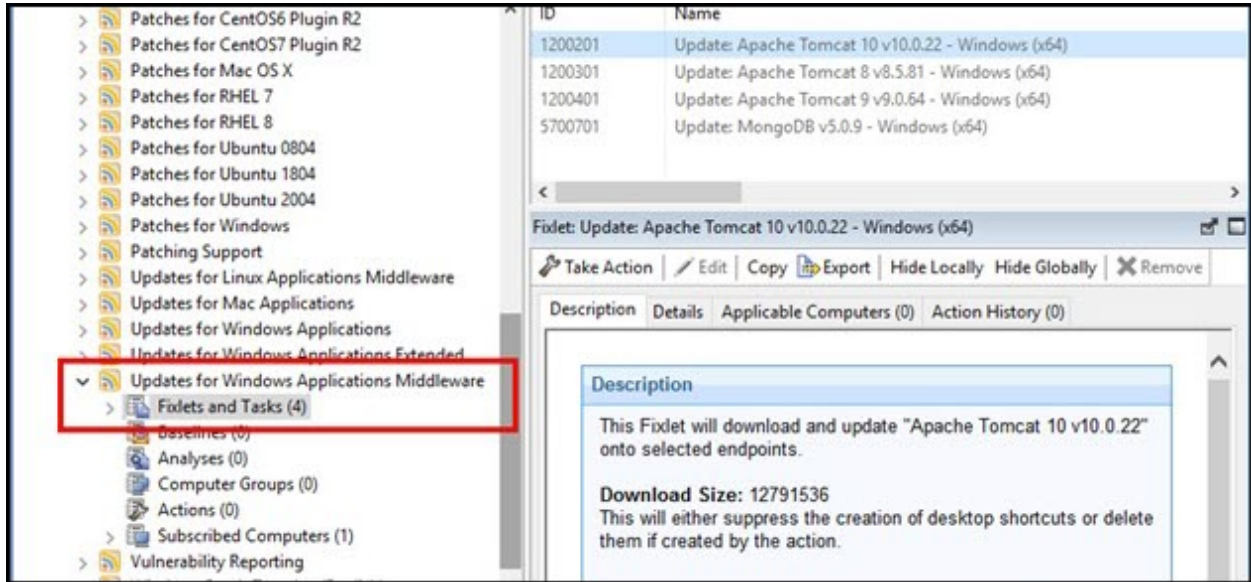 Patches for CentOS6 Plugin R2
Patches for CentOS7 Plugin R2
Patches for Mac OS X
Patches for RHEL 7
Patches for RHEL 8
Patches for Ubuntu 0804
Patches for Ubuntu 1804
Patches for Ubuntu 2004
Patches for Windows
Patching Support
Updates for Linux Applications Middleware
Updates for Mac Applications
Updates for Windows Applications
Updates for Windows Applications Extended
Updates for Windows Applications Middleware
Fixlets and Tasks (4)
Baselines (0)
Analyses (0)
Computer Groups (0)
Actions (0)
Subscribed Computers (1)
Vulnerability Reporting
ID Name
1200201 Update: Apache Tomcat 10 v10.0.22 - Windows (x64)
1200301 Update: Apache Tomcat 8 v8.5.81 - Windows (x64)
1200401 Update: Apache Tomcat 9 v9.0.64 - Windows (x64)
5700701 Update: MongoDB v5.0.9 - Windows (x64)
Fixlet: Update: Apache Tomcat 10 v10.0.22 - Windows (x64)
Take Action Edit Copy Export Hide Locally Hide Globally Remove
Description Details Applicable Computers (0) Action History (0)
Description
This Fixlet will download and update "Apache Tomcat 10 v10.0.22"
onto selected endpoints.
Download Size: 12791536
This will either suppress the creation of desktop shortcuts or delete
them if created by the action.